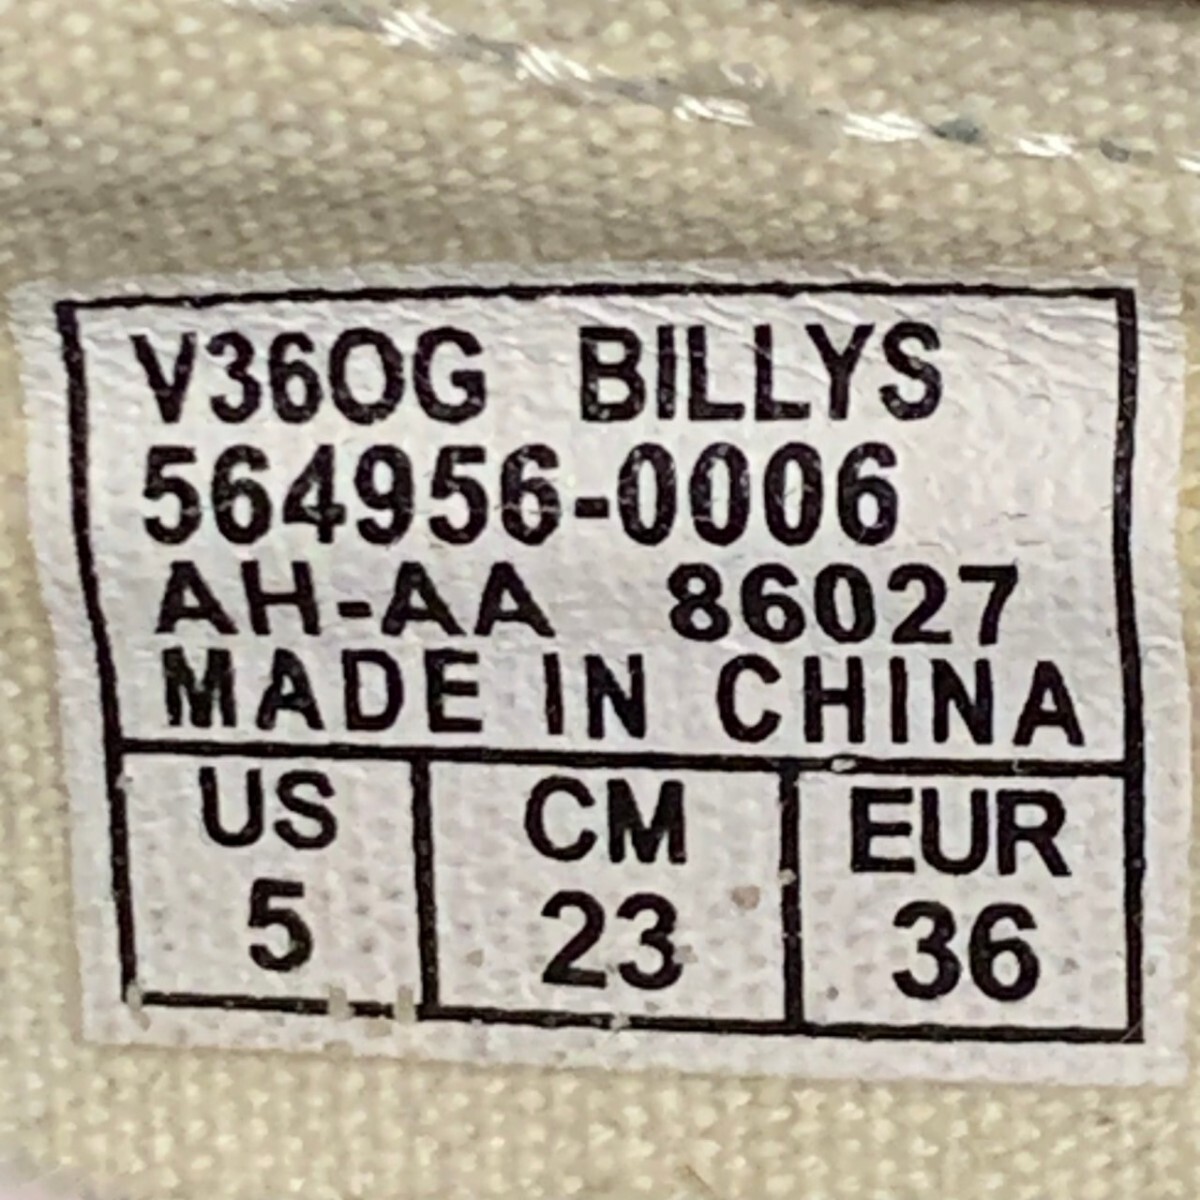 V36OG BILLYS
564956-0006
AH-AA 86027
MADE IN CHINA
US CM EUR
5 23 36